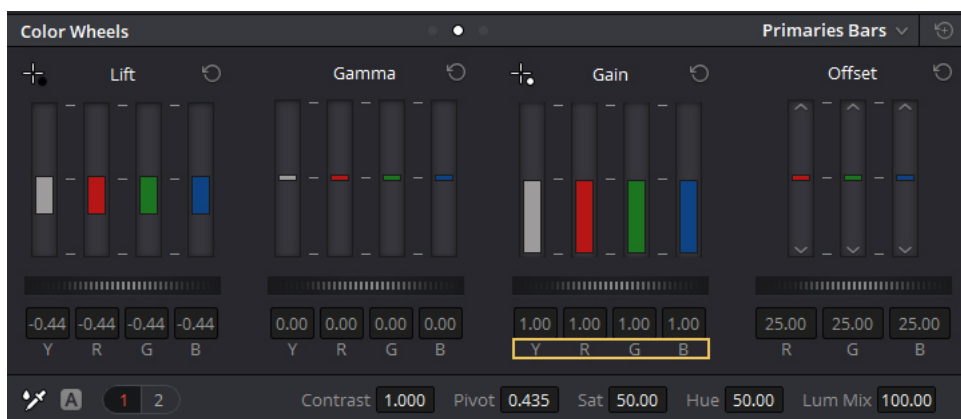 Color Wheels Primaries Bars
Lift Gamma Gain Offset
-0.44 -0.44 -0.44 -0.44 0.00 0.00 0.00 0.00 1.00 1.00 1.00 1.00 25.00 25.00 25.00
Y R G B Y R G B Y R G B R G B
A 1 2 Contrast 1.000 Pivot 0.435 Sat 50.00 Hue 50.00 Lum Mix 100.00